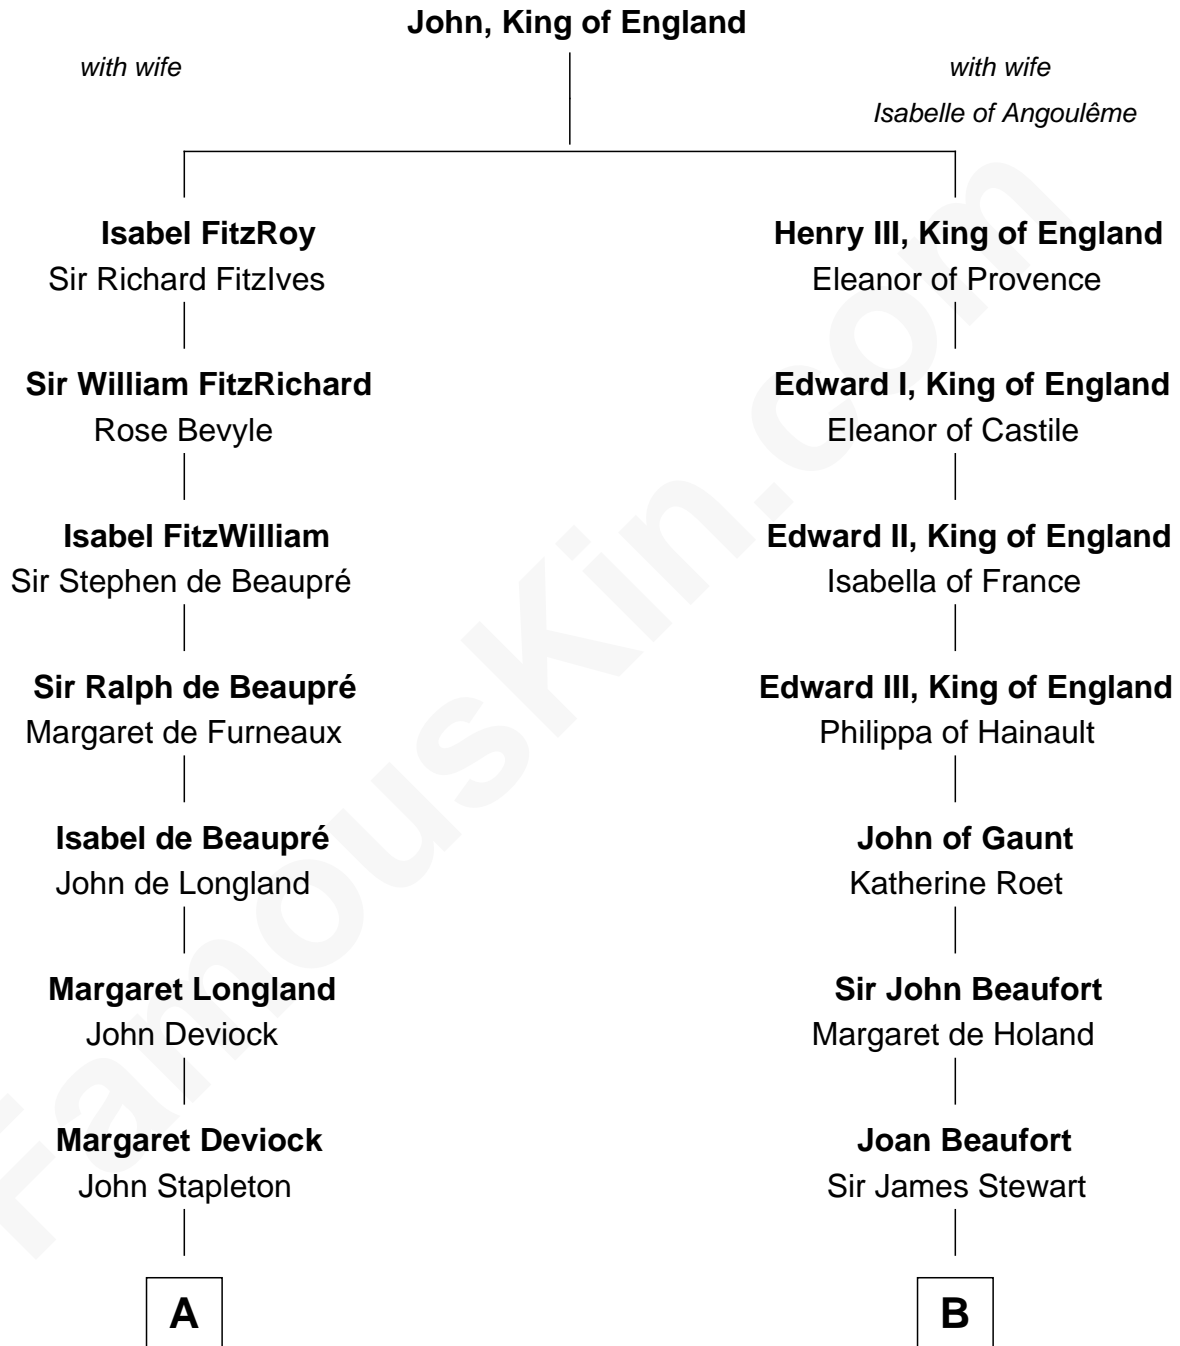 John, King of England
with wife
with wife
Isabelle of Angoulême
Isabel FitzRoy
Sir Richard FitzIves
Henry III, King of England
Eleanor of Provence
Sir William FitzRichard
Rose Bevyle
Edward I, King of England
Eleanor of Castile
Isabel FitzWilliam
Sir Stephen de Beaupré
Edward II, King of England
Isabella of France
Sir Ralph de Beaupré
Margaret de Furneaux
Edward III, King of England
Philippa of Hainault
Isabel de Beaupré
John de Longland
John of Gaunt
Katherine Roet
Margaret Longland
John Deviock
Sir John Beaufort
Margaret de Holand
Margaret Deviock
John Stapleton
Joan Beaufort
Sir James Stewart
A
B
FamousKin.com